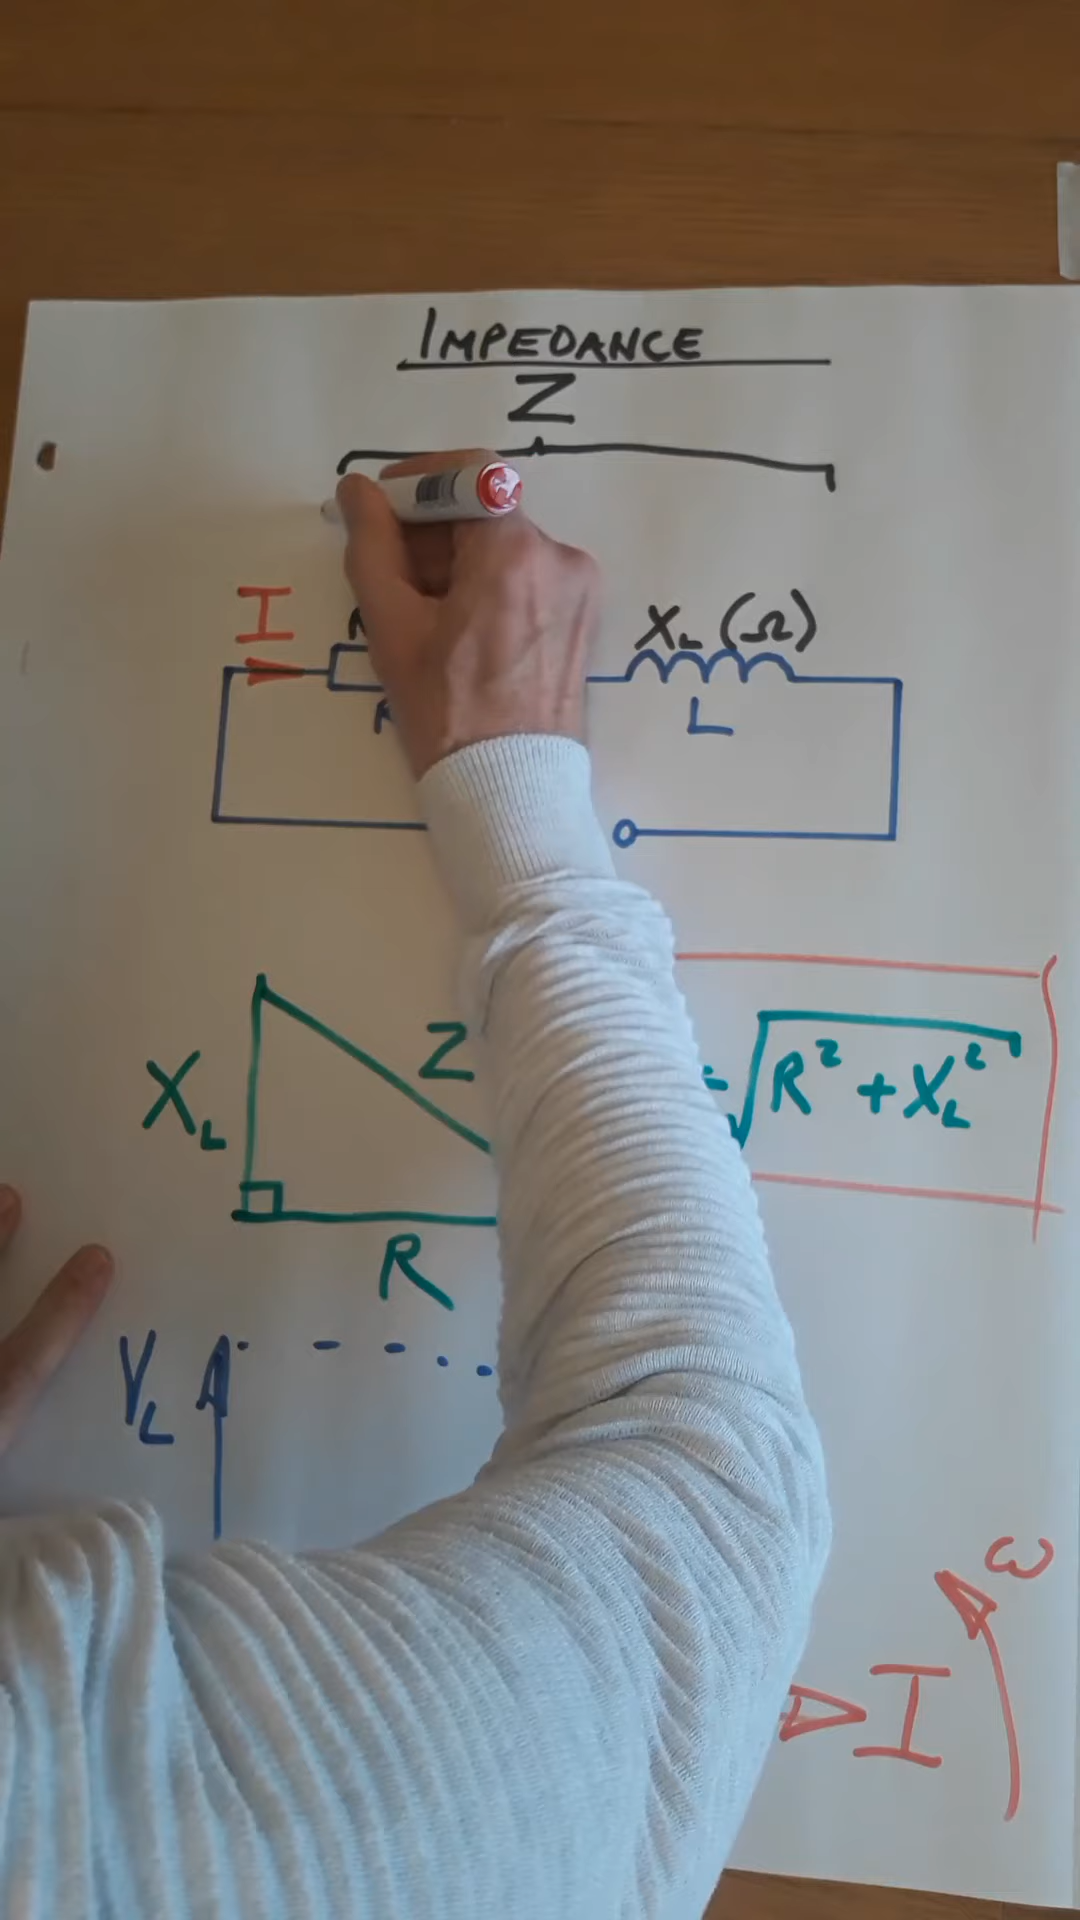 IMPEDANCE
Z
I
X_L (Ω)
R
L
X_L
Z
= √(R² + X_L²)
R
V_L
ω
I